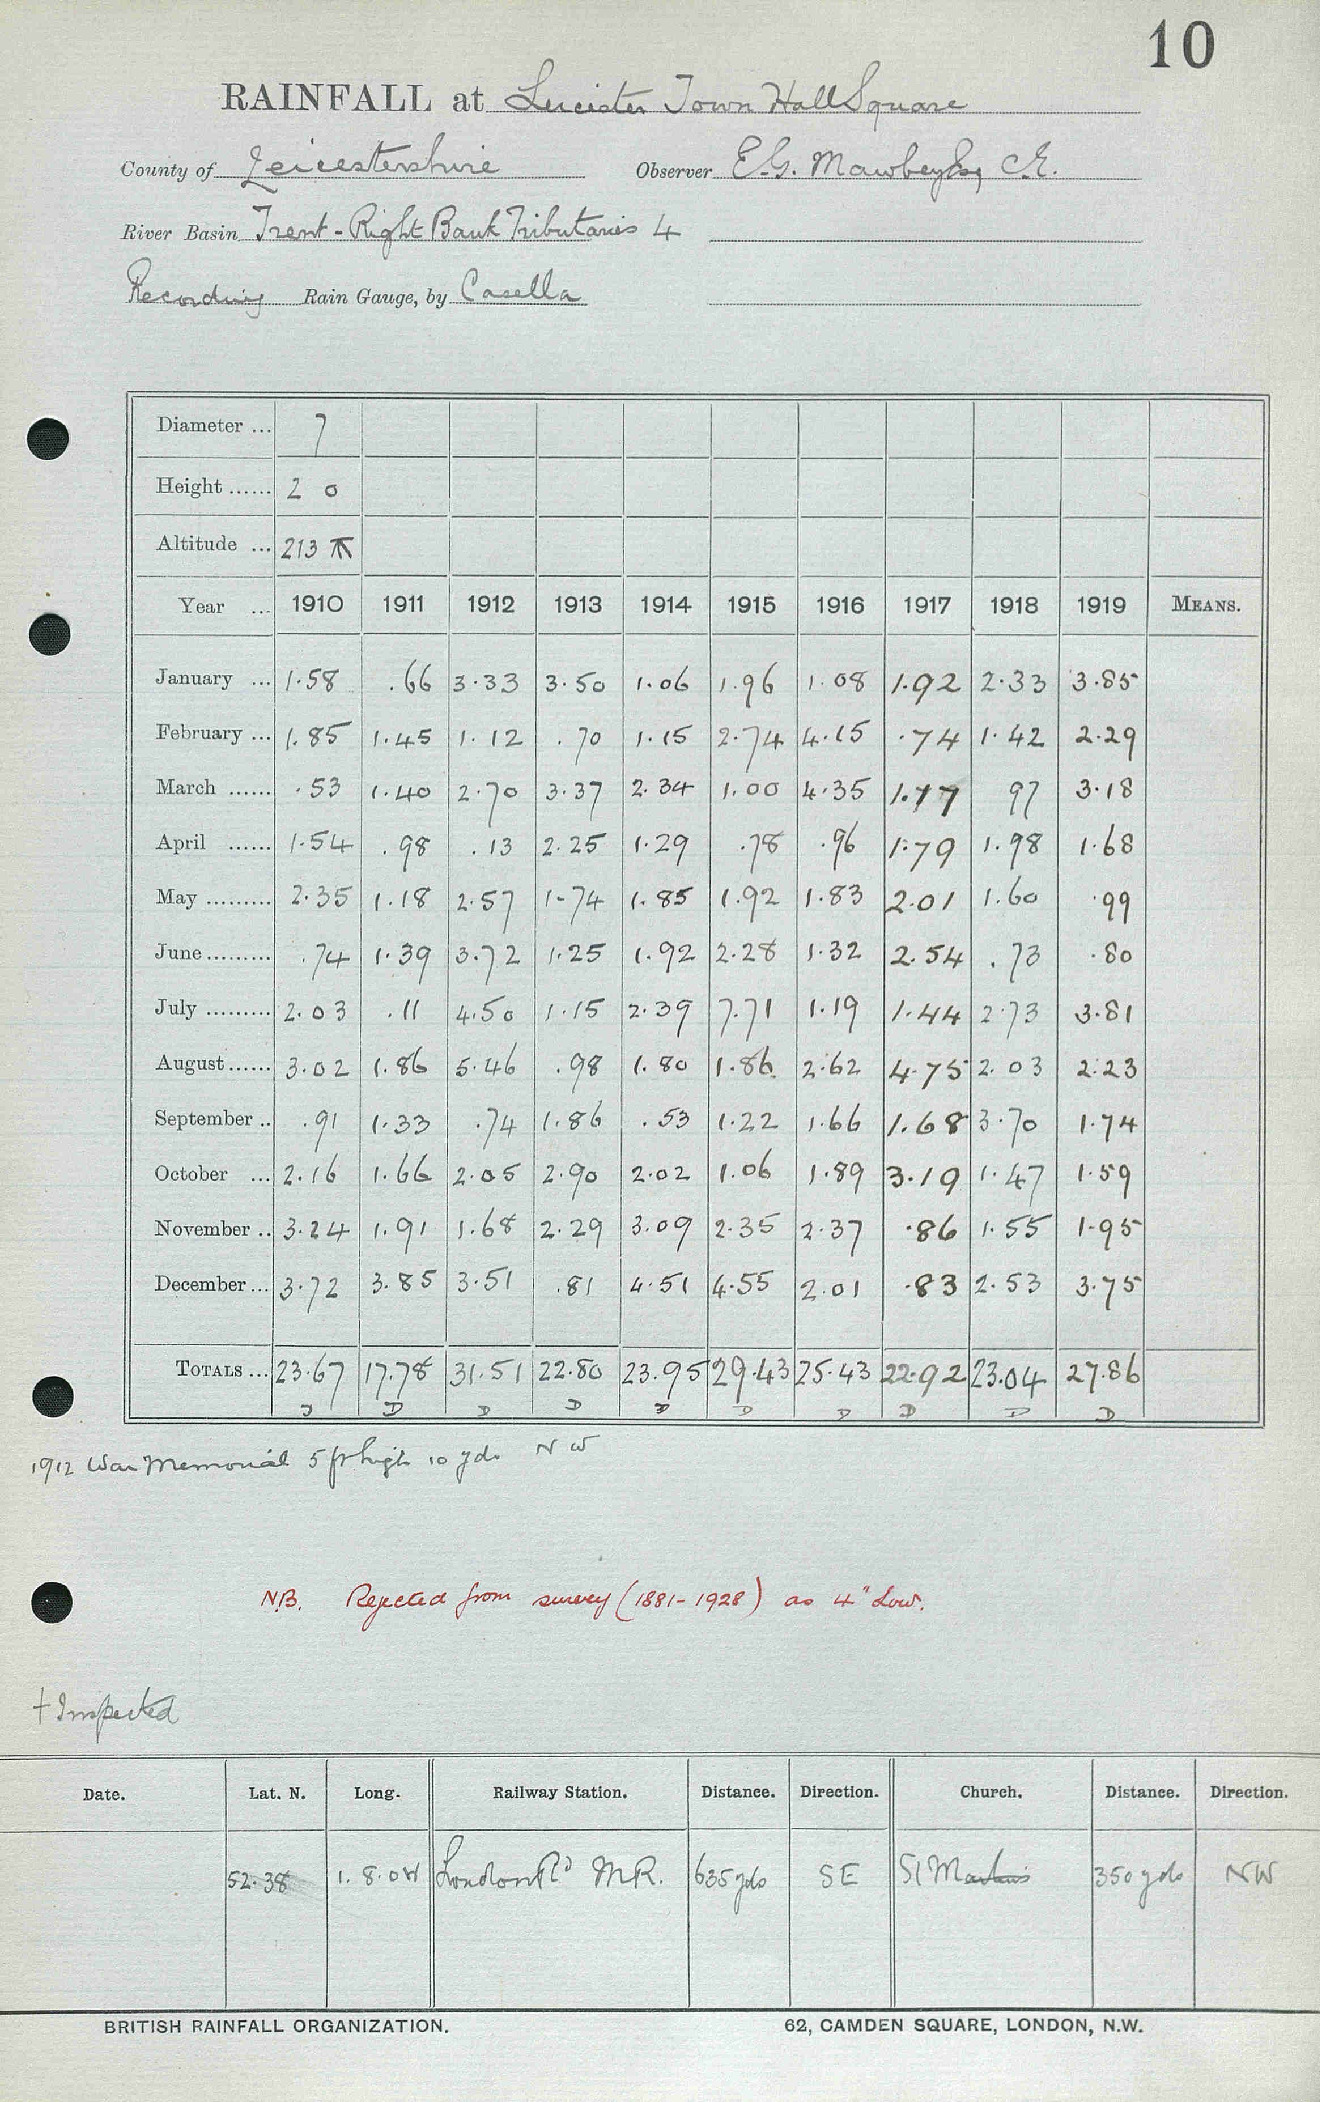 10
RAINFALL at Leicester Town Hall Square
County of Leicestershire Observer E.G. Mawbey Esq C.E.
River Basin Trent - Right Bank Tributaries 4
Recording Rain Gauge, by Casella
Diameter ... 7
Height ...... 2 0
Altitude ... 213
Year ... 1910 1911 1912 1913 1914 1915 1916 1917 1918 1919 MEANS.
January ... 1.58 .66 3.33 3.50 1.06 1.96 1.08 1.92 2.33 3.85
February ... 1.85 1.45 1.12 .70 1.15 2.74 4.15 .74 1.42 2.29
March ...... .53 1.40 2.70 3.37 2.34 1.00 4.35 1.77 97 3.18
April ...... 1.54 .98 .13 2.25 1.29 .78 .96 1.79 1.98 1.68
May ......... 2.35 1.18 2.57 1-74 1.85 1.92 1.83 2.01 1.60 .99
June ......... .74 1.39 3.72 1.25 1.92 2.28 1.32 2.54 .73 .80
July ......... 2.03 .11 4.50 1.15 2.39 7.71 1.19 1.44 2.73 3.81
August ...... 3.02 1.86 5.46 .98 1.80 1.86 2.62 4.75 2.03 2.23
September .. .91 1.33 .74 1.86 .53 1.22 1.66 1.68 3.70 1.74
October ... 2.16 1.66 2.05 2.90 2.02 1.06 1.89 3.19 1.47 1.59
November .. 3.24 1.91 1.68 2.29 3.09 2.35 2.37 .86 1.55 1.95
December ... 3.72 3.85 3.51 .81 4.51 4.55 2.01 .83 2.53 3.75
TOTALS ... 23.67 17.78 31.51 22.80 23.95 29.43 25.43 22.92 23.04 27.86
D D D D D D D D D D
1912 War Memorial 5 ft high 10 yds N W
N.B. Rejected from survey (1881-1928) as 4" Low.
† Inspected
Date. Lat. N. Long. Railway Station. Distance. Direction. Church. Distance. Direction.
52.38 1. 8. 0W London Rd M.R. 635 yds SE St Martins 350 yds NW
BRITISH RAINFALL ORGANIZATION. 62, CAMDEN SQUARE, LONDON, N.W.